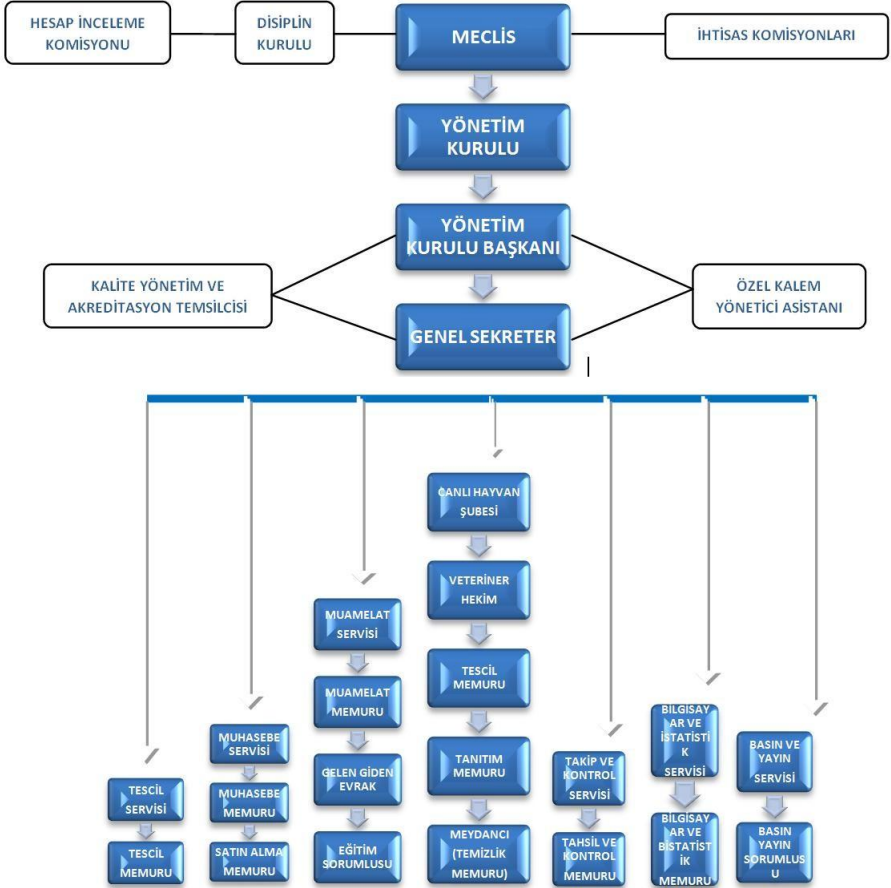 HESAP İNCELEME
KOMİSYONU
DİSİPLİN
KURULU
MECLİS
İHTİSAS KOMİSYONLARI
YÖNETİM
KURULU
YÖNETİM
KURULU BAŞKANI
KALİTE YÖNETİM VE
AKREDİTASYON TEMSİLCİSİ
ÖZEL KALEM
YÖNETİCİ ASİSTANI
GENEL SEKRETER
TESCİL
SERVİSİ
TESCİL
MEMURU
MUHASEBE
SERVİSİ
MUHASEBE
MEMURU
SATIN ALMA
MEMURU
MUAMELAT
SERVİSİ
MUAMELAT
MEMURU
GELEN GİDEN
EVRAK
EĞİTİM
SORUMLUSU
CANLI HAYVAN
ŞUBESİ
VETERİNER
HEKİM
TESCİL
MEMURU
TANITIM
MEMURU
MEYDANCI
(TEMİZLİK
MEMURU)
TAKİP VE
KONTROL
SERVİSİ
TAHSİL VE
KONTROL
MEMURU
BİLGİSAY
AR VE
İSTATİSTİ
K
SERVİSİ
BİLGİSAY
AR VE
BİSTATİST
İK
MEMURU
BASIN VE
YAYIN
SERVİSİ
BASIN
YAYIN
SORUMLUS
U